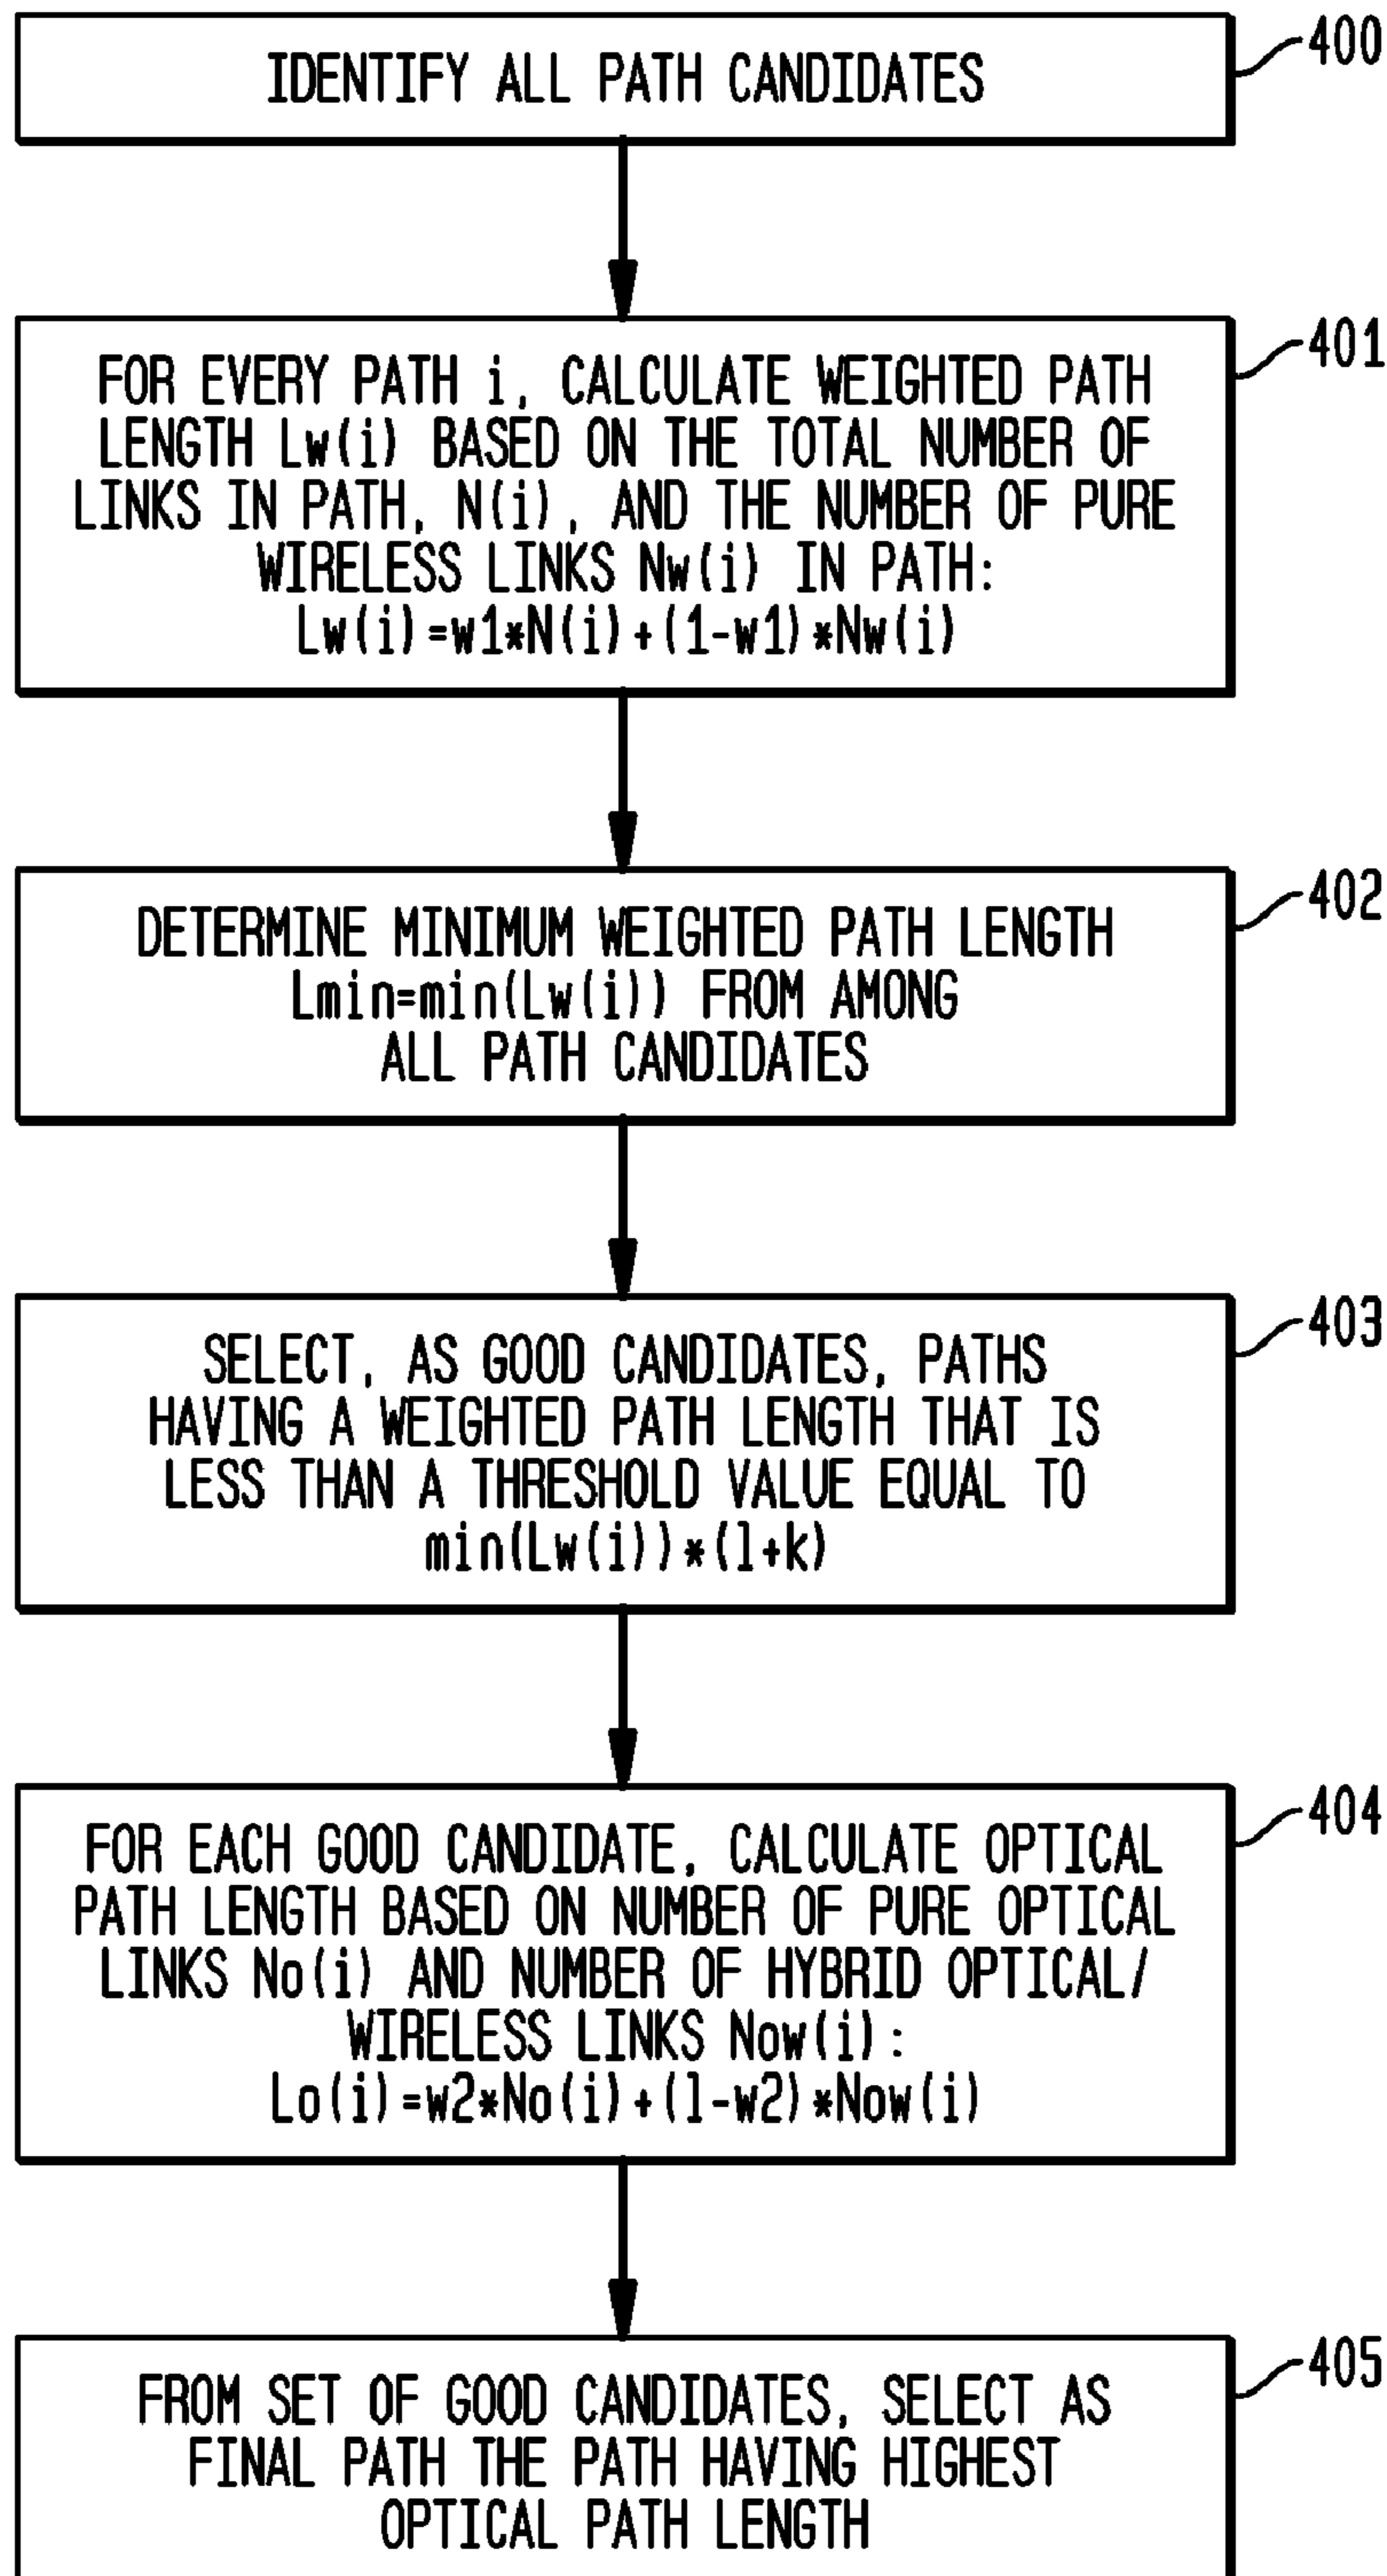 IDENTIFY ALL PATH CANDIDATES
400
FOR EVERY PATH i, CALCULATE WEIGHTED PATH
LENGTH Lw(i) BASED ON THE TOTAL NUMBER OF
LINKS IN PATH, N(i), AND THE NUMBER OF PURE
WIRELESS LINKS Nw(i) IN PATH:
Lw(i)=w1*N(i)+(1-w1)*Nw(i)
401
DETERMINE MINIMUM WEIGHTED PATH LENGTH
Lmin=min(Lw(i)) FROM AMONG
ALL PATH CANDIDATES
402
SELECT, AS GOOD CANDIDATES, PATHS
HAVING A WEIGHTED PATH LENGTH THAT IS
LESS THAN A THRESHOLD VALUE EQUAL TO
min(Lw(i))*(l+k)
403
FOR EACH GOOD CANDIDATE, CALCULATE OPTICAL
PATH LENGTH BASED ON NUMBER OF PURE OPTICAL
LINKS No(i) AND NUMBER OF HYBRID OPTICAL/
WIRELESS LINKS Now(i):
Lo(i)=w2*No(i)+(l-w2)*Now(i)
404
FROM SET OF GOOD CANDIDATES, SELECT AS
FINAL PATH THE PATH HAVING HIGHEST
OPTICAL PATH LENGTH
405